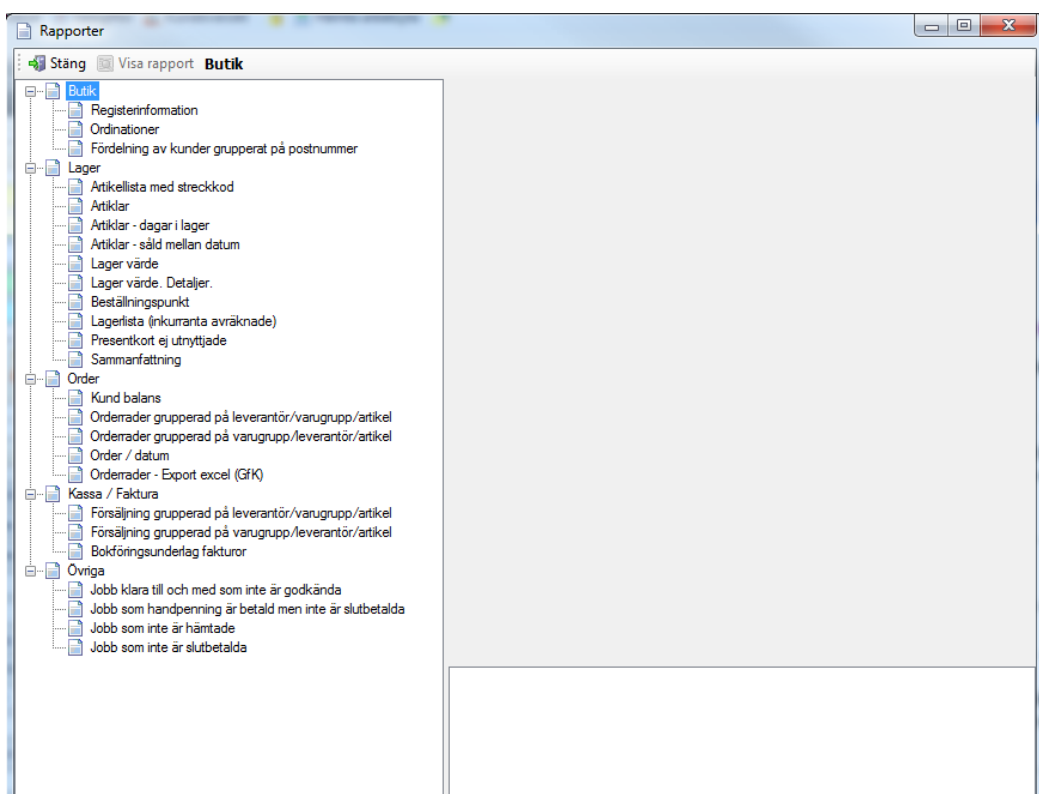 Rapporter
Stäng Visa rapport Butik
Butik
Registerinformation
Ordinationer
Fördelning av kunder grupperat på postnummer
Lager
Artikellista med streckkod
Artiklar
Artiklar - dagar i lager
Artiklar - såld mellan datum
Lager värde
Lager värde. Detaljer.
Beställningspunkt
Lagerlista (inkurranta avräknade)
Presentkort ej utnyttjade
Sammanfattning
Order
Kund balans
Orderrader grupperad på leverantör/varugrupp/artikel
Orderrader grupperad på varugrupp/leverantör/artikel
Order / datum
Orderrader - Export excel (GfK)
Kassa / Faktura
Försäljning grupperad på leverantör/varugrupp/artikel
Försäljning grupperad på varugrupp/leverantör/artikel
Bokföringsunderlag fakturor
Övriga
Jobb klara till och med som inte är godkända
Jobb som handpenning är betald men inte är slutbetalda
Jobb som inte är hämtade
Jobb som inte är slutbetalda